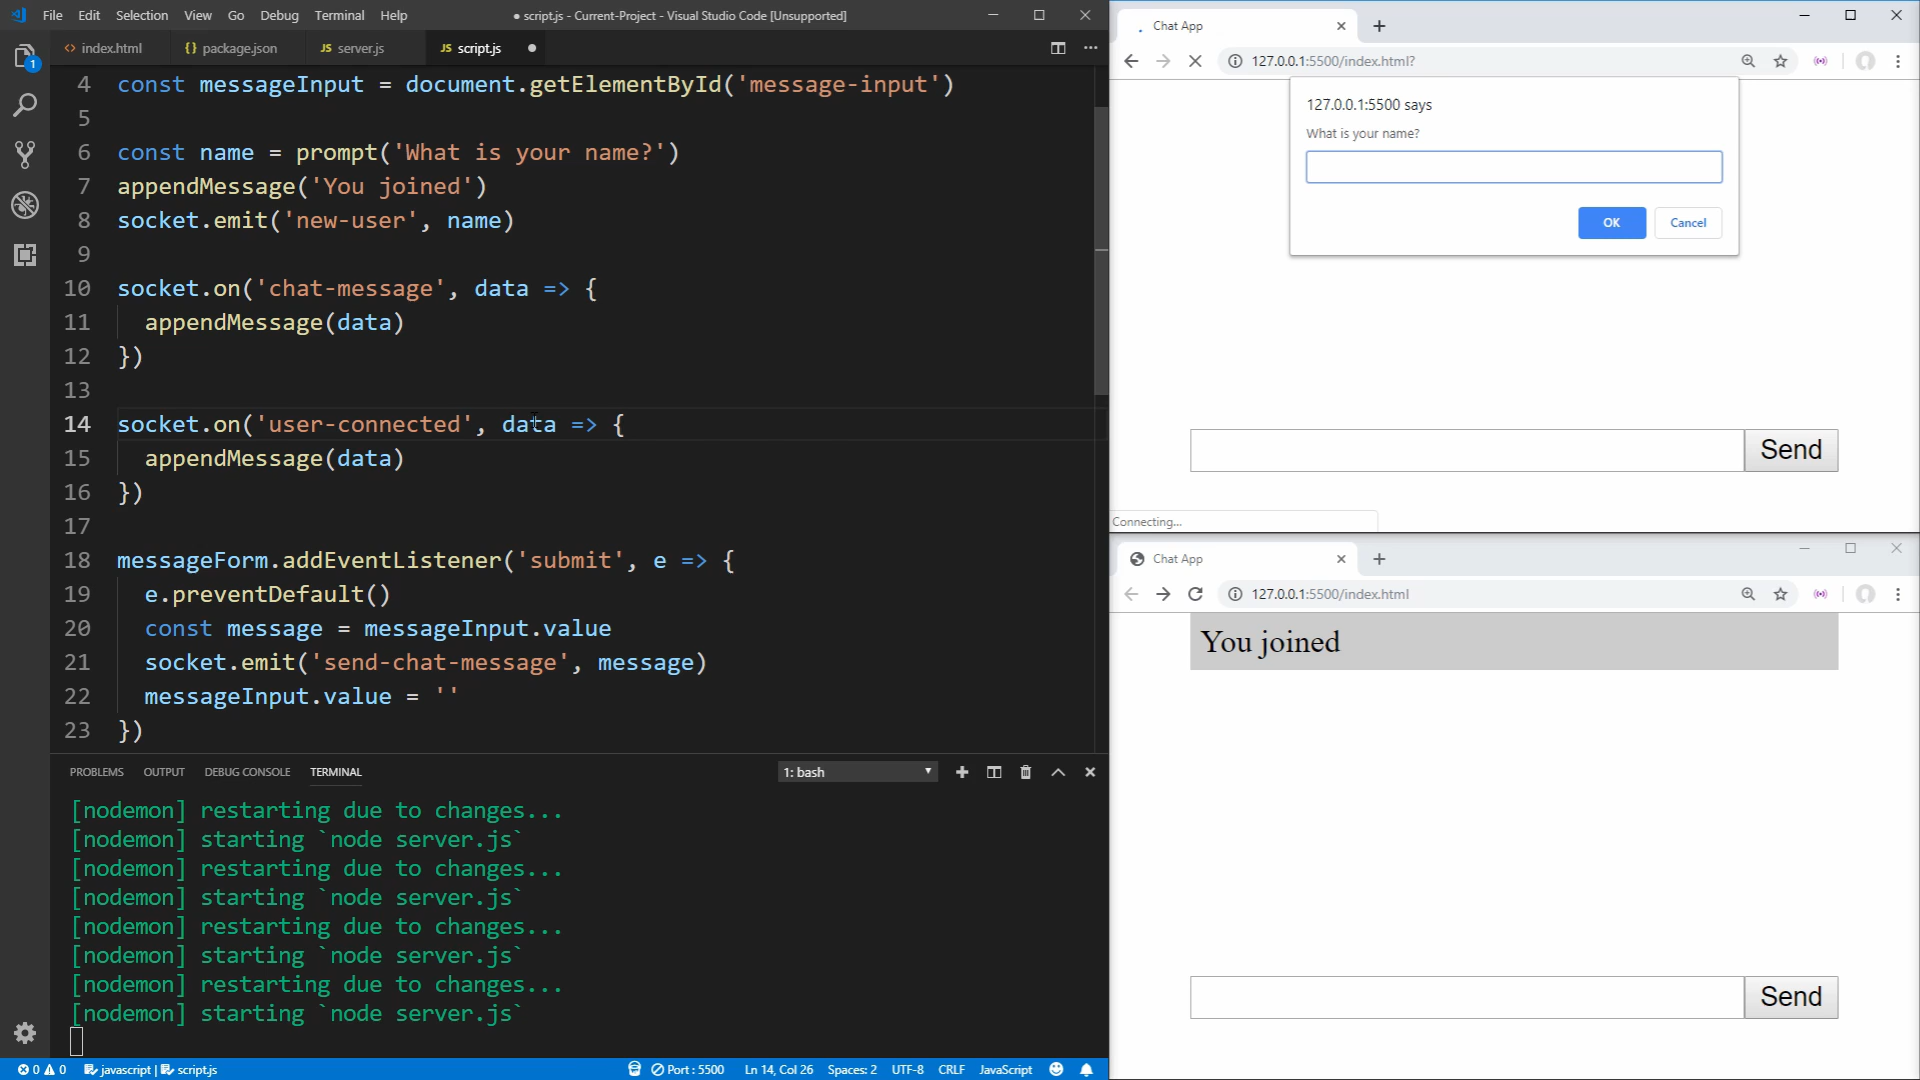 File Edit Selection View Go Debug Terminal Help
● script.js - Current-Project - Visual Studio Code [Unsupported]
index.html
package.json
JS server.js
JS script.js
1
4 const messageInput = document.getElementById('message-input')
5
6 const name = prompt('What is your name?')
7 appendMessage('You joined')
8 socket.emit('new-user', name)
9
10 socket.on('chat-message', data => {
11 appendMessage(data)
12 })
13
14 socket.on('user-connected', data => {
15 appendMessage(data)
16 })
17
18 messageForm.addEventListener('submit', e => {
19 e.preventDefault()
20 const message = messageInput.value
21 socket.emit('send-chat-message', message)
22 messageInput.value = ''
23 })
PROBLEMS OUTPUT DEBUG CONSOLE TERMINAL
1: bash
[nodemon] restarting due to changes...
[nodemon] starting `node server.js`
[nodemon] restarting due to changes...
[nodemon] starting `node server.js`
[nodemon] restarting due to changes...
[nodemon] starting `node server.js`
[nodemon] restarting due to changes...
[nodemon] starting `node server.js`
0 0 javascript | script.js
Port : 5500 Ln 14, Col 26 Spaces: 2 UTF-8 CRLF JavaScript
Chat App
127.0.0.1:5500/index.html?
127.0.0.1:5500 says
What is your name?
OK Cancel
Send
Connecting...
Chat App
127.0.0.1:5500/index.html
You joined
Send